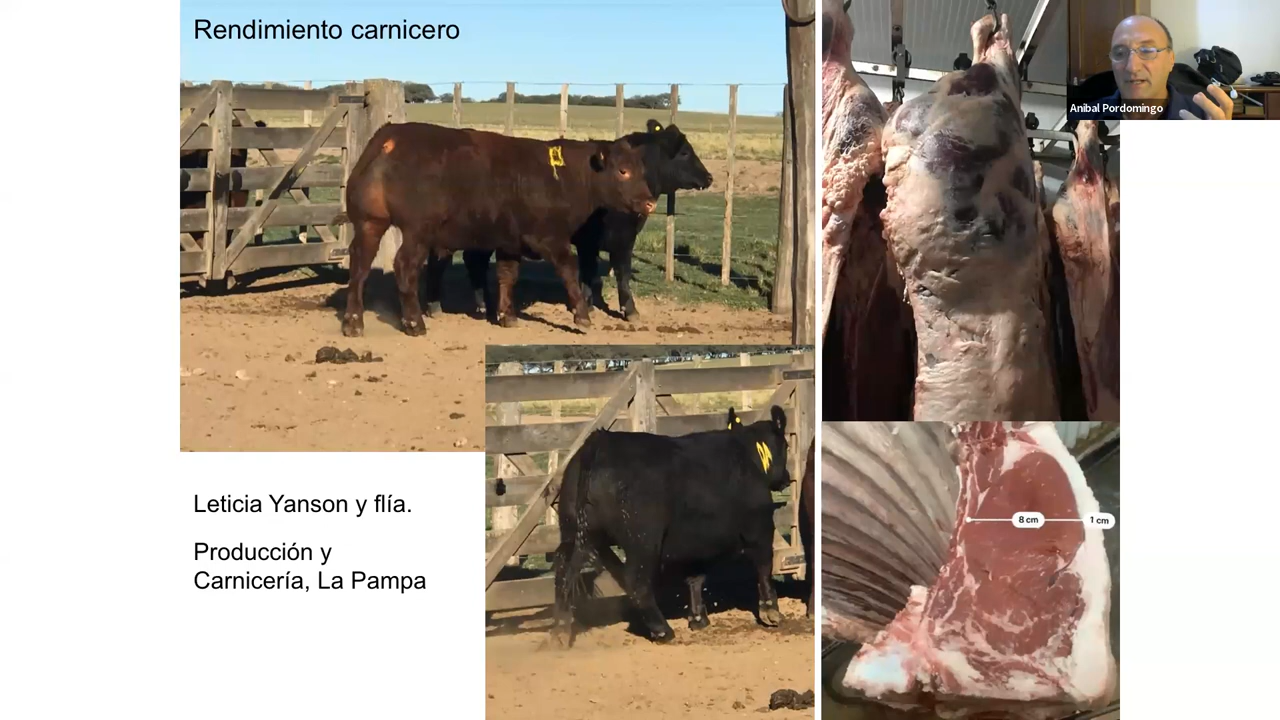 Rendimiento carnicero
Anibal Pordomingo
8 cm
1 cm
Leticia Yanson y flía.
Producción y
Carnicería, La Pampa